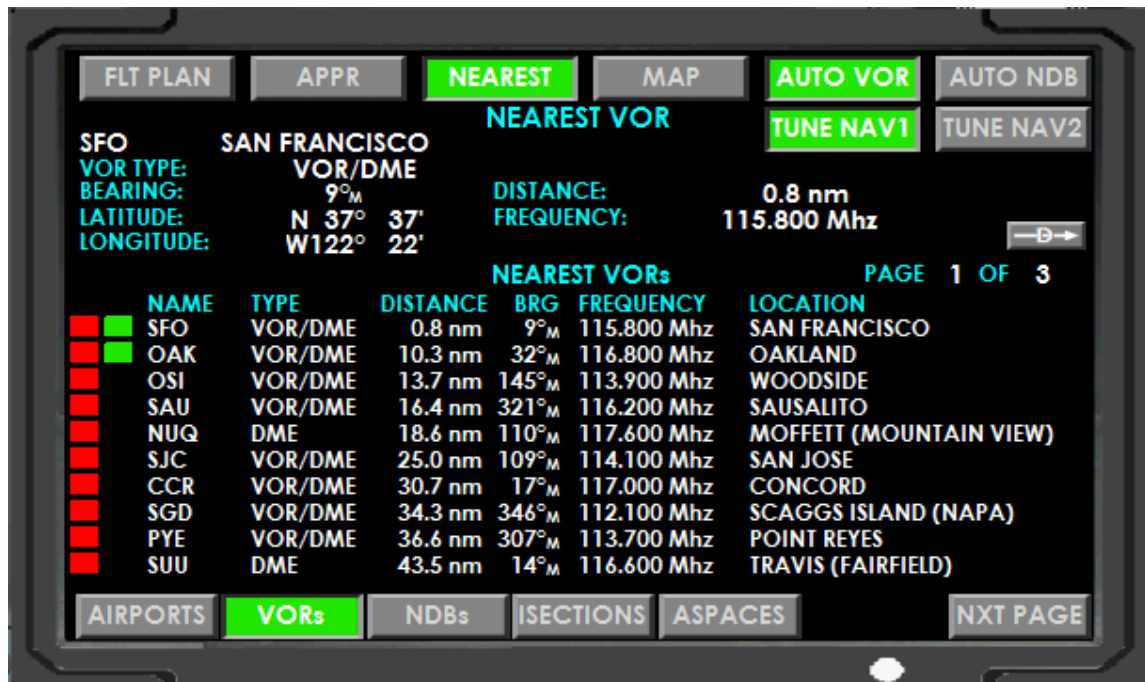 FLT PLAN APPR NEAREST MAP AUTO VOR AUTO NDB
NEAREST VOR TUNE NAV1 TUNE NAV2
SFO SAN FRANCISCO
VOR TYPE: VOR/DME
BEARING: 9°M DISTANCE: 0.8 nm
LATITUDE: N 37° 37' FREQUENCY: 115.800 Mhz
LONGITUDE: W122° 22' D
NEAREST VORs PAGE 1 OF 3
NAME TYPE DISTANCE BRG FREQUENCY LOCATION
SFO VOR/DME 0.8 nm 9°M 115.800 Mhz SAN FRANCISCO
OAK VOR/DME 10.3 nm 32°M 116.800 Mhz OAKLAND
OSI VOR/DME 13.7 nm 145°M 113.900 Mhz WOODSIDE
SAU VOR/DME 16.4 nm 321°M 116.200 Mhz SAUSALITO
NUQ DME 18.6 nm 110°M 117.600 Mhz MOFFETT (MOUNTAIN VIEW)
SJC VOR/DME 25.0 nm 109°M 114.100 Mhz SAN JOSE
CCR VOR/DME 30.7 nm 17°M 117.000 Mhz CONCORD
SGD VOR/DME 34.3 nm 346°M 112.100 Mhz SCAGGS ISLAND (NAPA)
PYE VOR/DME 36.6 nm 307°M 113.700 Mhz POINT REYES
SUU DME 43.5 nm 14°M 116.600 Mhz TRAVIS (FAIRFIELD)
AIRPORTS VORs NDBs ISECTIONS ASPACES NXT PAGE